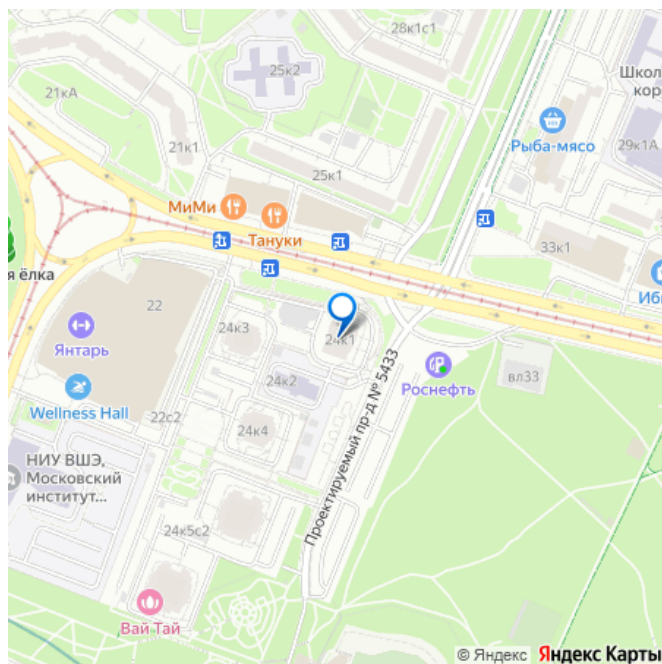 28к1с1
25к2
21кА
Школ
кор
Рыба-мясо
29к1А
21к1
25к1
МиМи
Тануки
33к1
я ёлка
Иб
22
24к3
24к1
Янтарь
Роснефть
вл33
24к2
Wellness Hall
22с2
24к4
Проектируемый пр-д № 5433
НИУ ВШЭ,
Московский
институт...
24к5с2
Вай Тай
© Яндекс Яндекс Карты